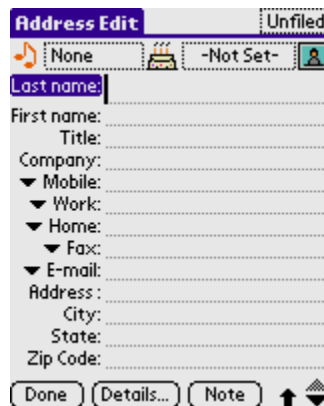 Address Edit Unfiled
None -Not Set-
Last name:
First name:
Title:
Company:
Mobile:
Work:
Home:
Fax:
E-mail:
Address:
City:
State:
Zip Code:
Done Details... Note